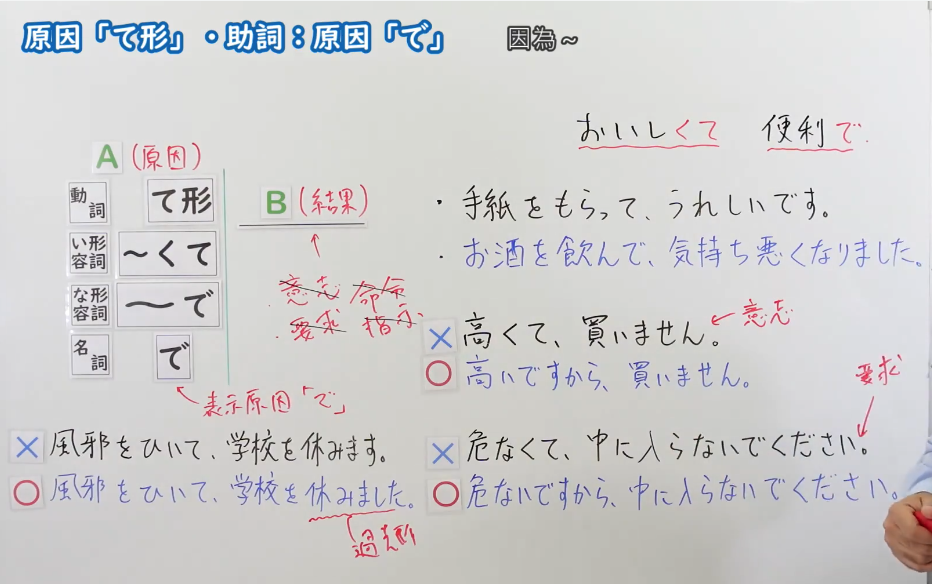 原因「て形」・助詞：原因「で」 因為~
おいしくて 便利で
A (原因)
動詞 て形
い形容詞 ~くて
な形容詞 ~で
名詞 で
表示原因「で」
B (結果)
意志 命令
・要求 指示
・手紙をもらって、うれしいです。
・お酒を飲んで、気持ち悪くなりました。
× 高くて、買いません。 ← 意志
○ 高いですから、買いません。
要求
× 風邪をひいて、学校を休みます。
○ 風邪をひいて、学校を休みました。
過去形
× 危なくて、中に入らないでください。
○ 危ないですから、中に入らないでください。